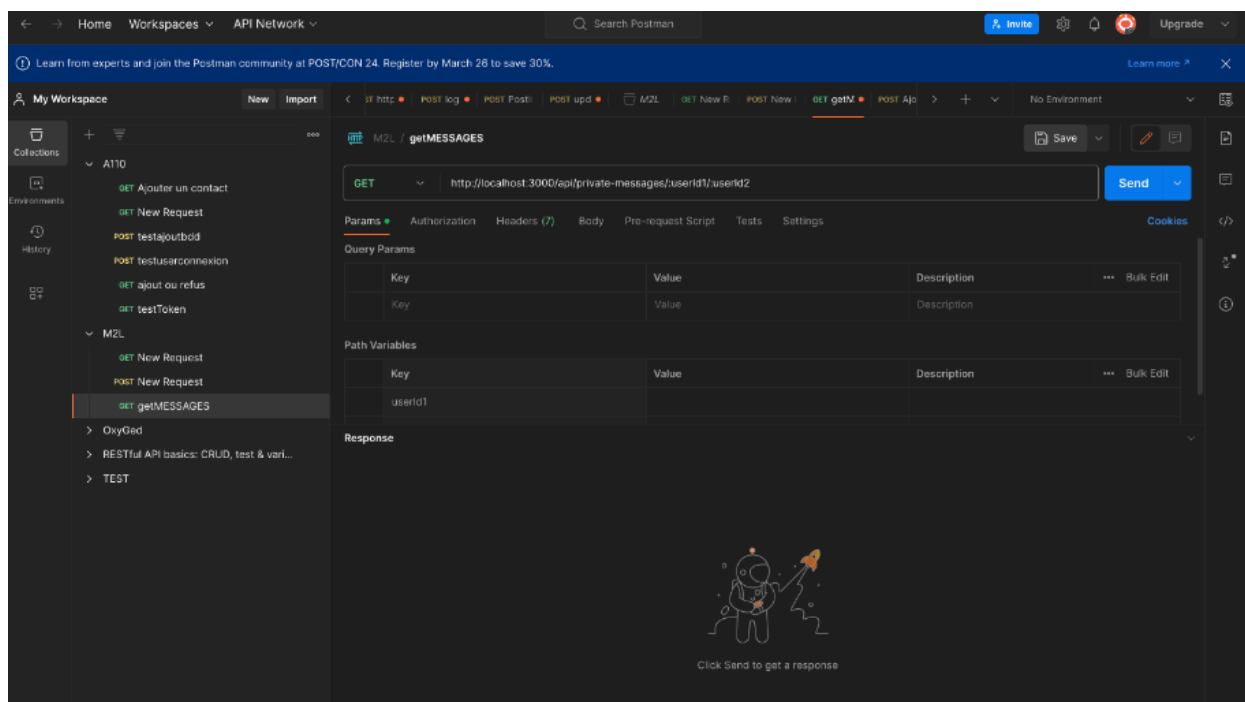 Home Workspaces API Network Search Postman Invite Upgrade
Learn from experts and join the Postman community at POST/CON 24. Register by March 26 to save 30%. Learn more
My Workspace New Import POST log POST Posti POST upd M2L GET New R POST New GET getM POST Ajo No Environment
Collections
M2L / getMESSAGES Save
A110
GET Ajouter un contact
GET http://localhost:3000/api/private-messages/:userId1/:userId2 Send
Environments
GET New Request
Params Authorization Headers (7) Body Pre-request Script Tests Settings Cookies
POST testajoutbdd
History
Query Params
POST testuserconnexion
Key Value Description Bulk Edit
GET ajout ou refus
Key Value Description
GET testToken
M2L
Path Variables
GET New Request
Key Value Description Bulk Edit
POST New Request
userId1
GET getMESSAGES
OxyGed
Response
RESTful API basics: CRUD, test & vari...
TEST
Click Send to get a response